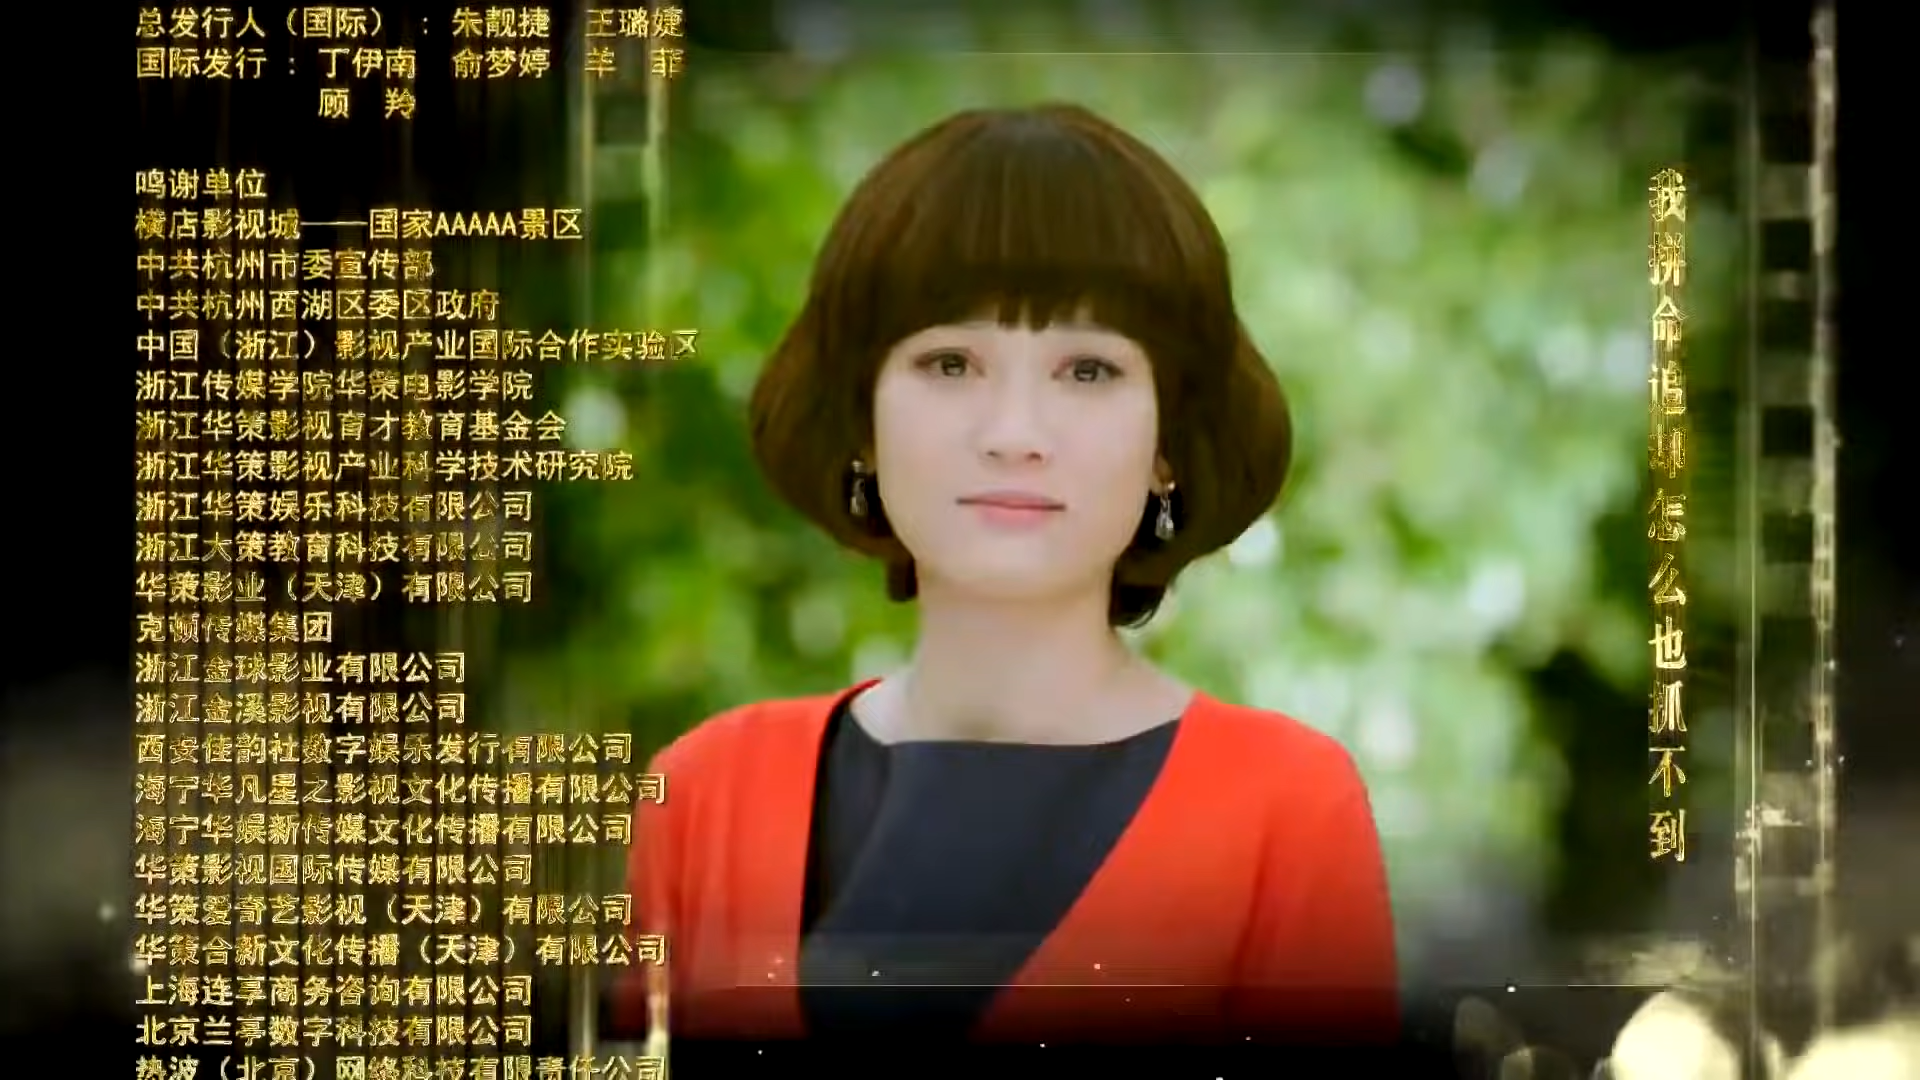 总发行人（国际）：朱靓捷 王璐婕
国际发行：丁伊南 俞梦婷 羊 菲
顾 羚
鸣谢单位
横店影视城——国家AAAAA景区
中共杭州市委宣传部
中共杭州西湖区委区政府
中国（浙江）影视产业国际合作实验区
浙江传媒学院华策电影学院
浙江华策影视育才教育基金会
浙江华策影视产业科学技术研究院
浙江华策娱乐科技有限公司
浙江大策教育科技有限公司
华策影业（天津）有限公司
克顿传媒集团
浙江金球影业有限公司
浙江金溪影视有限公司
西安佳韵社数字娱乐发行有限公司
海宁华凡星之影视文化传播有限公司
海宁华娱新传媒文化传播有限公司
华策影视国际传媒有限公司
华策爱奇艺影视（天津）有限公司
华策合新文化传播（天津）有限公司
上海连享商务咨询有限公司
北京兰亭数字科技有限公司
热波（北京）网络科技有限责任公司
我拼命追却怎么也抓不到